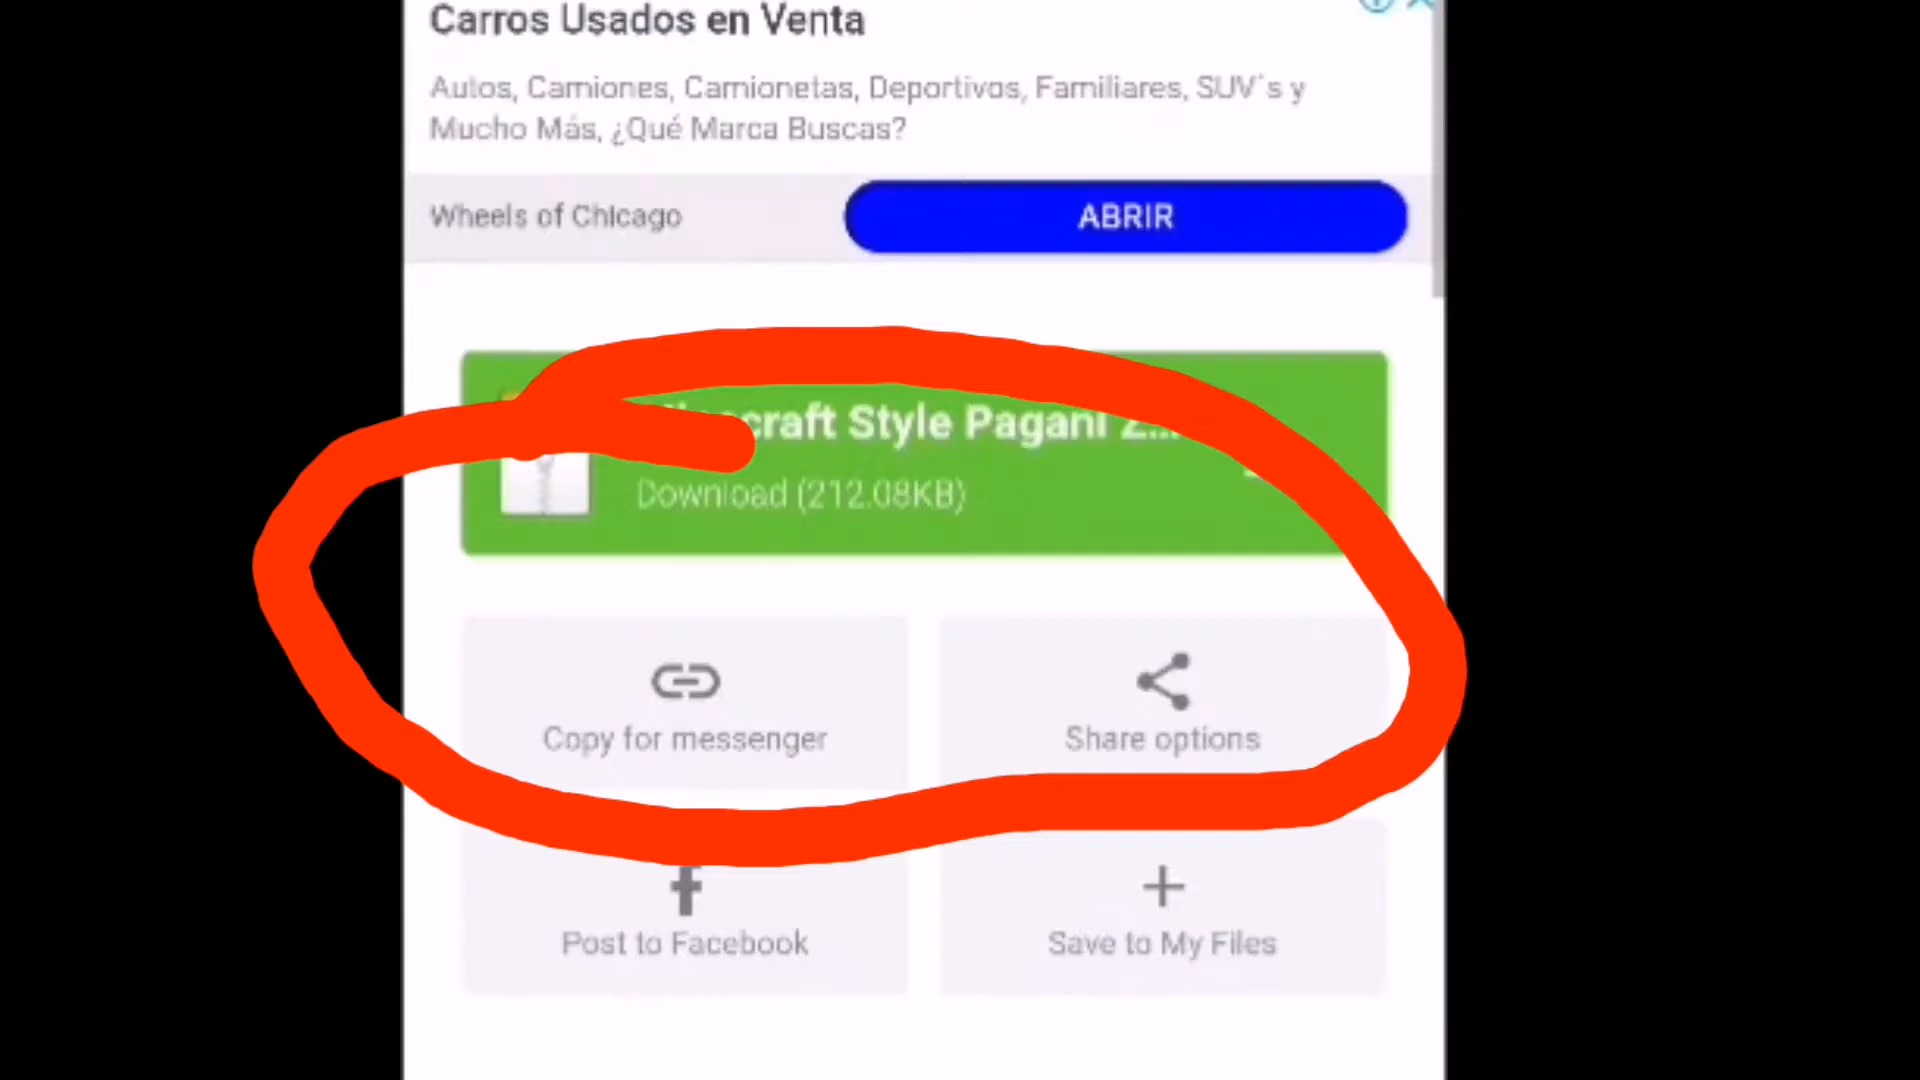 Carros Usados en Venta
Autos, Camiones, Camionetas, Deportivos, Familiares, SUV´s y
Mucho Más, ¿Qué Marca Buscas?
Wheels of Chicago
ABRIR
Style Pagani Z...
Download (212.08KB)
Copy for messenger
Share options
Post to Facebook
Save to My Files